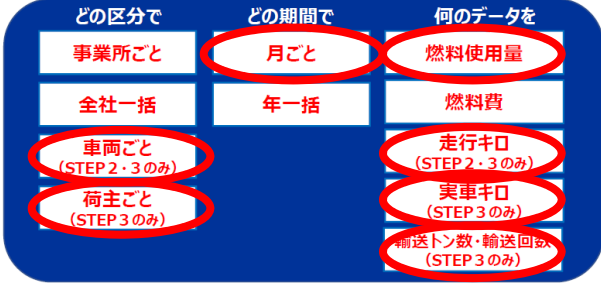 どの区分で
事業所ごと
全社一括
車両ごと
(STEP2・3のみ)
荷主ごと
(STEP3のみ)
どの期間で
月ごと
年一括
何のデータを
燃料使用量
燃料費
走行キロ
(STEP2・3のみ)
実車キロ
(STEP3のみ)
輸送トン数・輸送回数
(STEP3のみ)